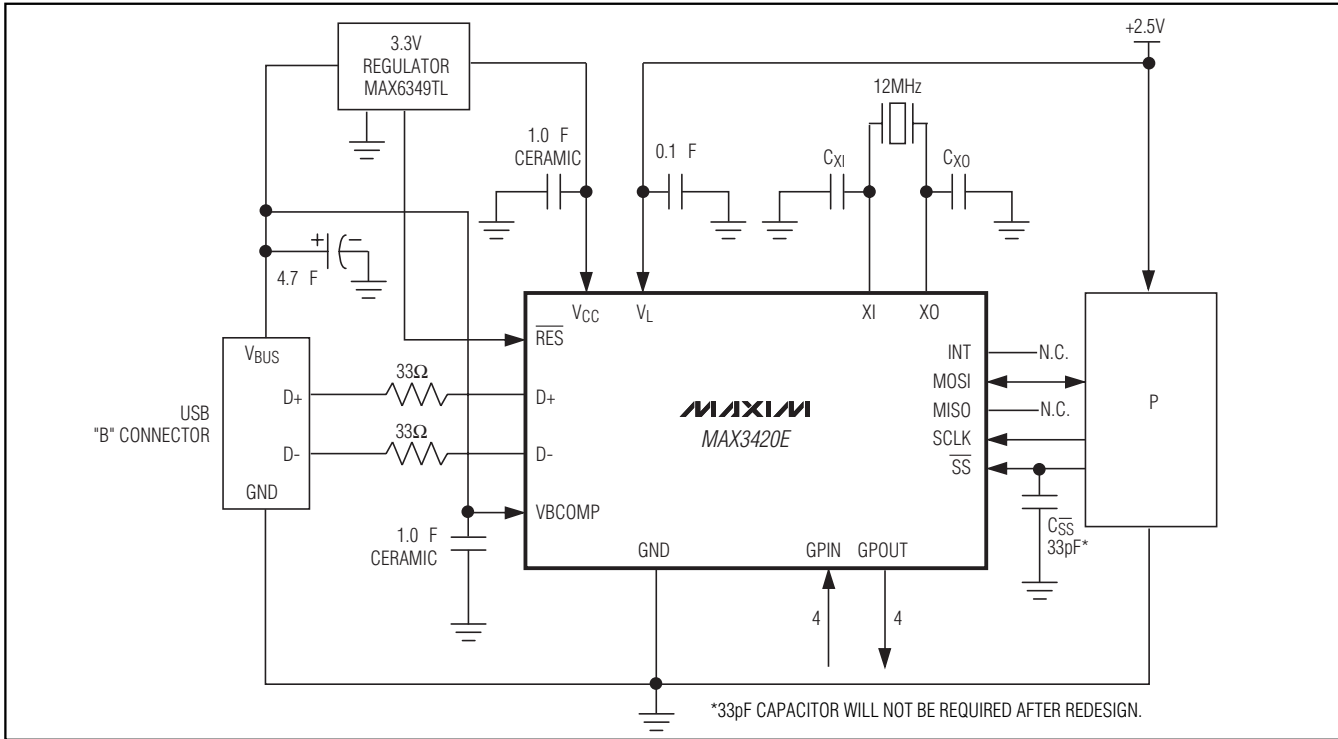 +2.5V
3.3V
REGULATOR
MAX6349TL
12MHz
1.0 F
CERAMIC
0.1 F
CXI
CXO
+ −
4.7 F
VCC
VL
XI
XO
RES
VBUS
INT
N.C.
33Ω
D+
D+
MOSI
MAXIM
MAX3420E
MISO
N.C.
P
USB
"B" CONNECTOR
33Ω
D-
D-
SCLK
SS
GND
VBCOMP
1.0 F
CERAMIC
GND
GPIN
GPOUT
CSS
33pF*
4
4
*33pF CAPACITOR WILL NOT BE REQUIRED AFTER REDESIGN.